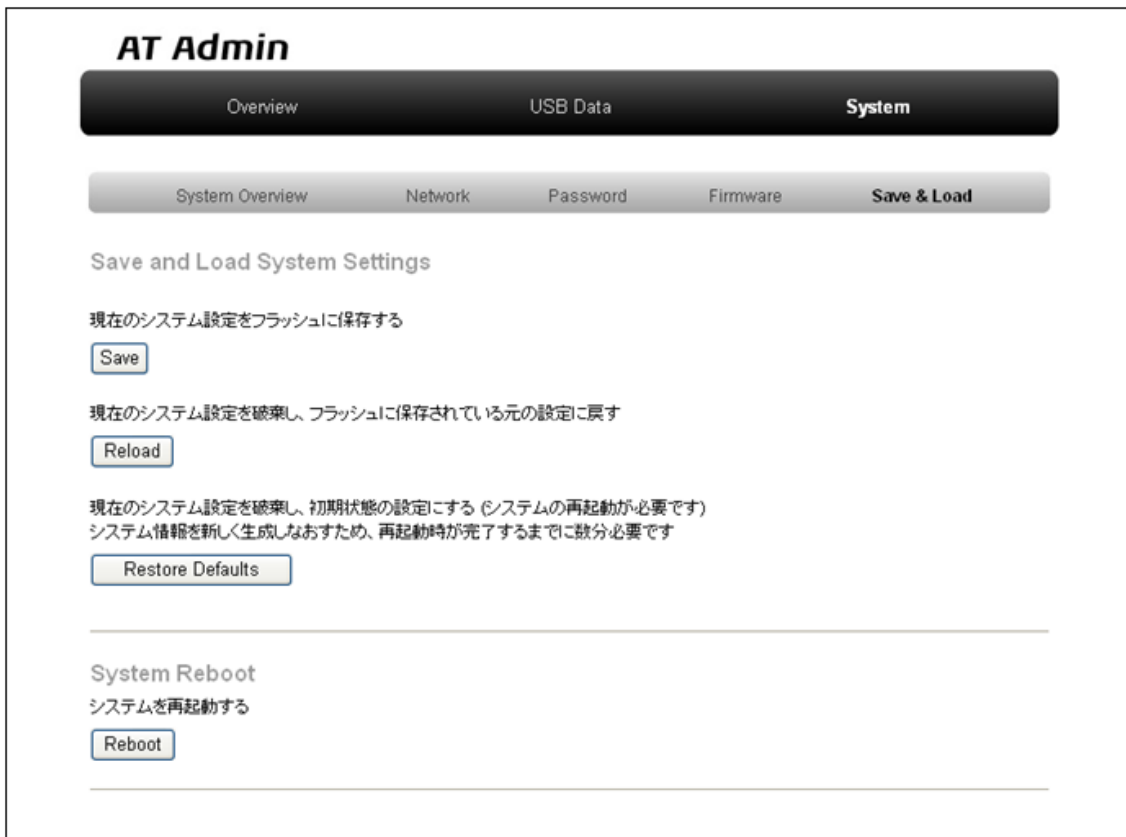 AT Admin
Overview USB Data System
System Overview Network Password Firmware Save & Load
Save and Load System Settings
現在のシステム設定をフラッシュに保存する
Save
現在のシステム設定を破棄し、フラッシュに保存されている元の設定に戻す
Reload
現在のシステム設定を破棄し、初期状態の設定にする (システムの再起動が必要です)
システム情報を新しく生成しなおすため、再起動時が完了するまでに数分必要です
Restore Defaults
System Reboot
システムを再起動する
Reboot